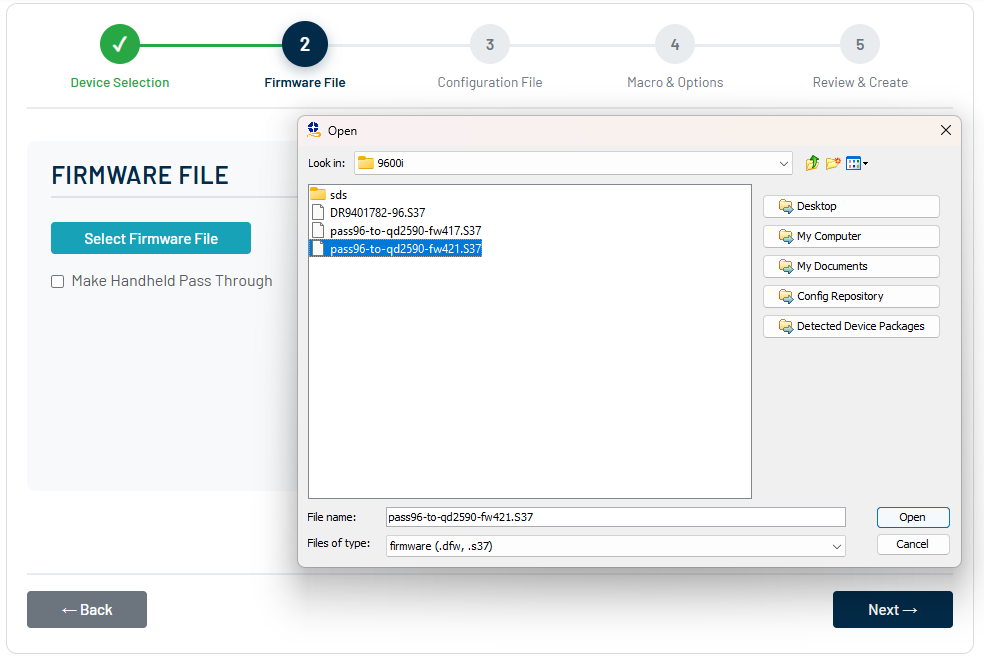 ✓ 2 3 4 5
Device Selection Firmware File Configuration File Macro & Options Review & Create
Open
Look in: 9600i
FIRMWARE FILE
sds
DR9401782-96.S37
pass96-to-qd2590-fw417.S37
pass96-to-qd2590-fw421.S37
Desktop
My Computer
My Documents
Config Repository
Detected Device Packages
Select Firmware File
Make Handheld Pass Through
File name: pass96-to-qd2590-fw421.S37 Open
Files of type: firmware (.dfw, .s37) Cancel
← Back Next →